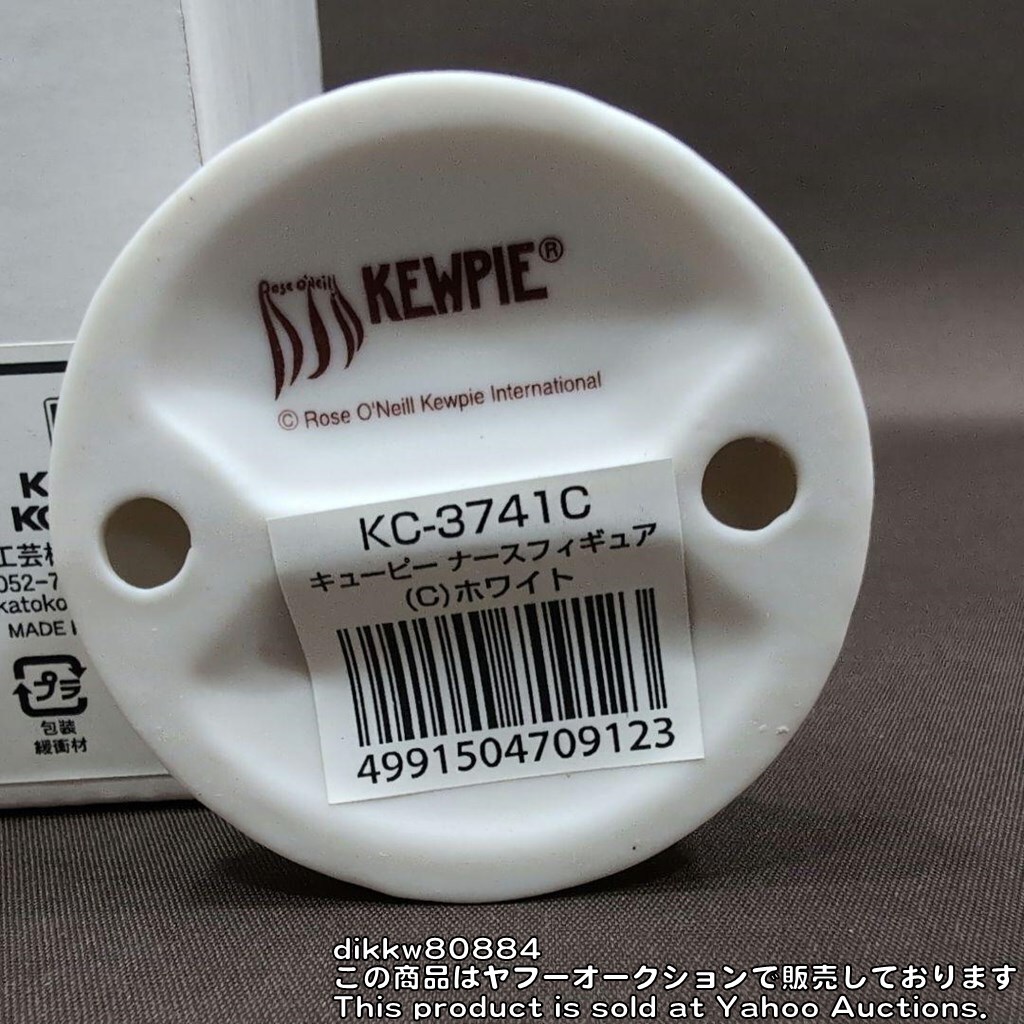 Rose O'Neill
KEWPIE®
© Rose O'Neill Kewpie International
KC-3741C
キューピー ナースフィギュア
(C)ホワイト
4991504709123
052-7
MADE
プラ
包装
緩衝材
dikkw80884
この商品はヤフーオークションで販売しております
This product is sold at Yahoo Auctions.